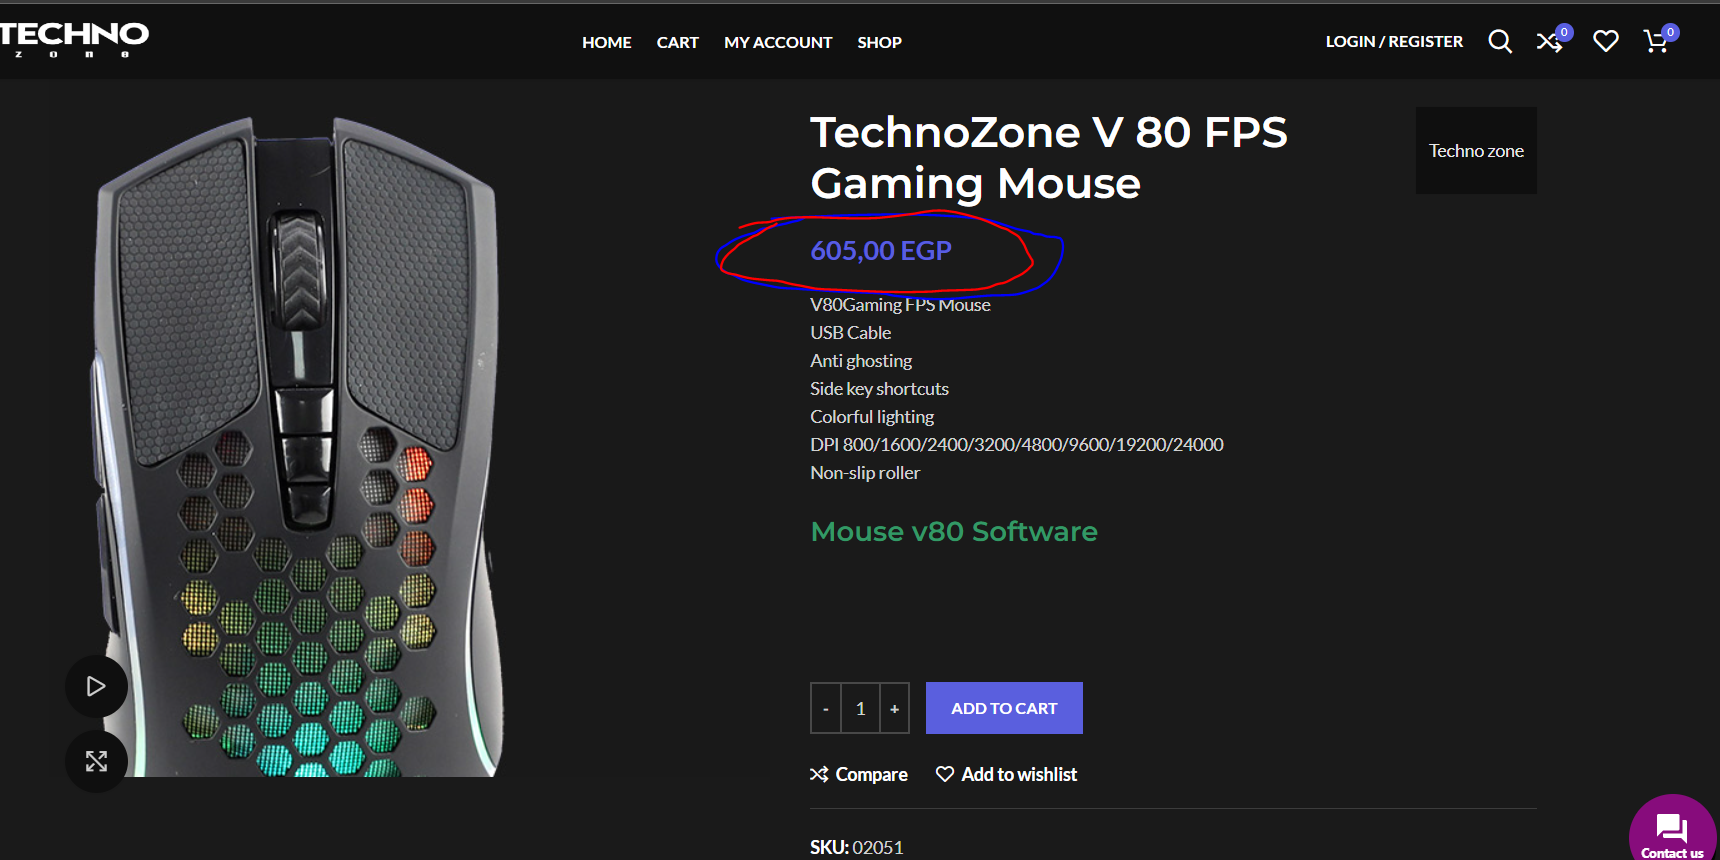 TECHNO
zone
HOME CART MY ACCOUNT SHOP
LOGIN / REGISTER
0
0
TechnoZone V 80 FPS
Gaming Mouse
Techno zone
605,00 EGP
V80Gaming FPS Mouse
USB Cable
Anti ghosting
Side key shortcuts
Colorful lighting
DPI 800/1600/2400/3200/4800/9600/19200/24000
Non-slip roller
Mouse v80 Software
- 1 +
ADD TO CART
Compare Add to wishlist
SKU: 02051
Contact us